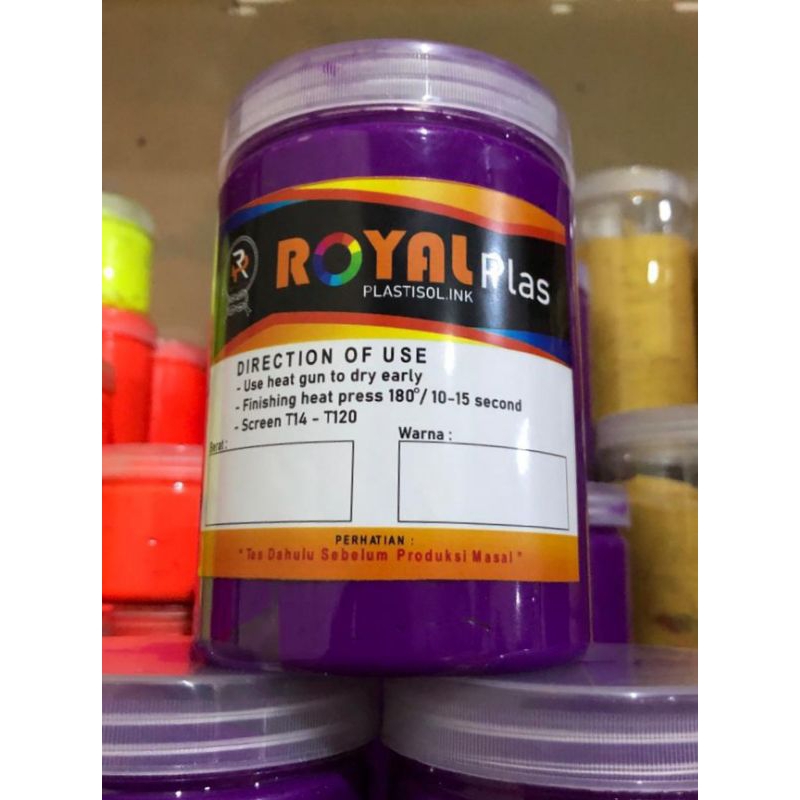 ROYAL Plas
PLASTISOL.INK
DIRECTION OF USE
- Use heat gun to dry early
- Finishing heat press 180°/ 10-15 second
- Screen T14 - T120
Berat :
Warna :
PERHATIAN :
" Tes Dahulu Sebelum Produksi Masal "